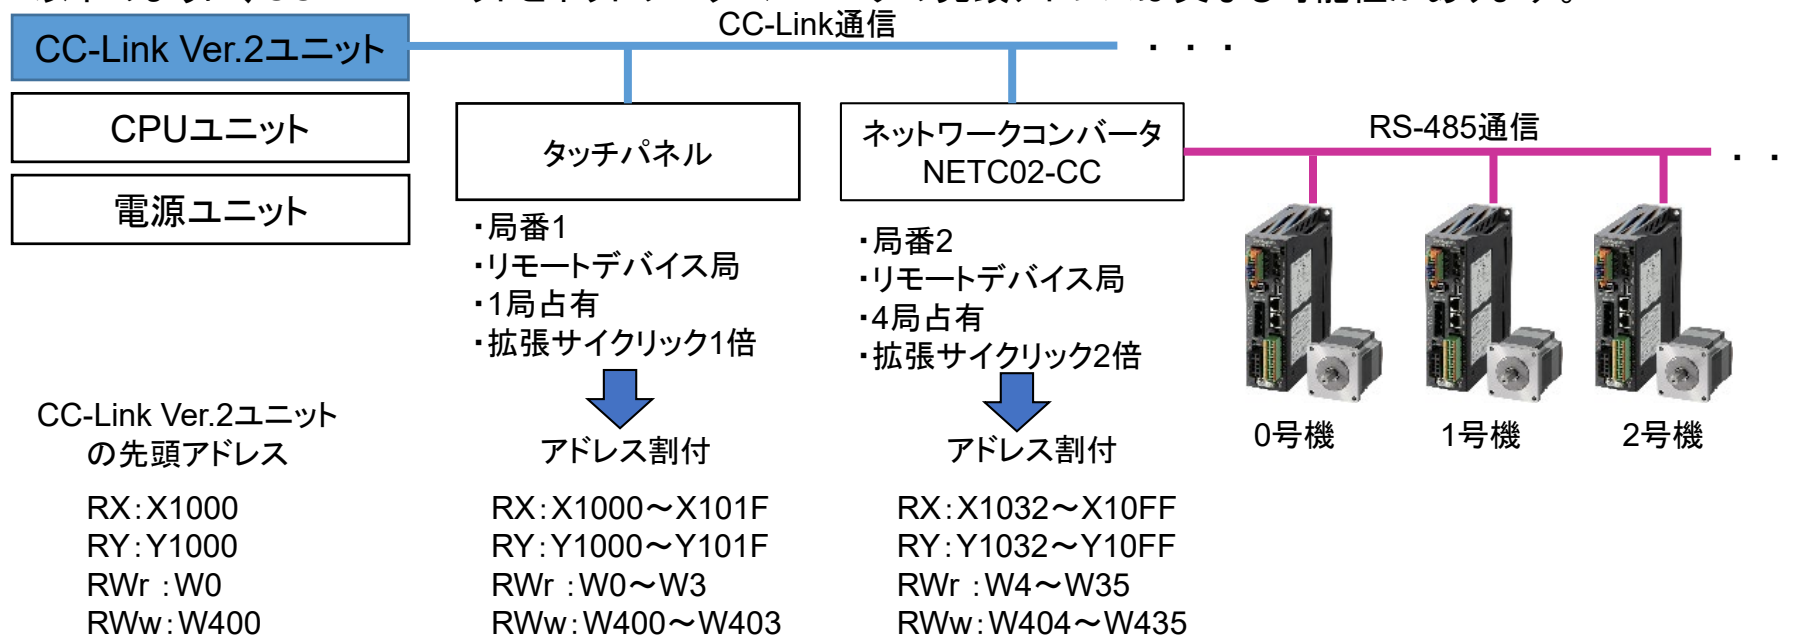 CC-Link通信
CC-Link Ver.2ユニット
・・・
CPUユニット
電源ユニット
タッチパネル
ネットワークコンバータ
NETC02-CC
RS-485通信
・・
・局番1
・リモートデバイス局
・1局占有
・拡張サイクリック1倍
・局番2
・リモートデバイス局
・4局占有
・拡張サイクリック2倍
0号機
1号機
2号機
CC-Link Ver.2ユニット
の先頭アドレス
RX:X1000
RY:Y1000
RWr:W0
RWw:W400
アドレス割付
RX:X1000～X101F
RY:Y1000～Y101F
RWr:W0～W3
RWw:W400～W403
アドレス割付
RX:X1032～X10FF
RY:Y1032～Y10FF
RWr:W4～W35
RWw:W404～W435